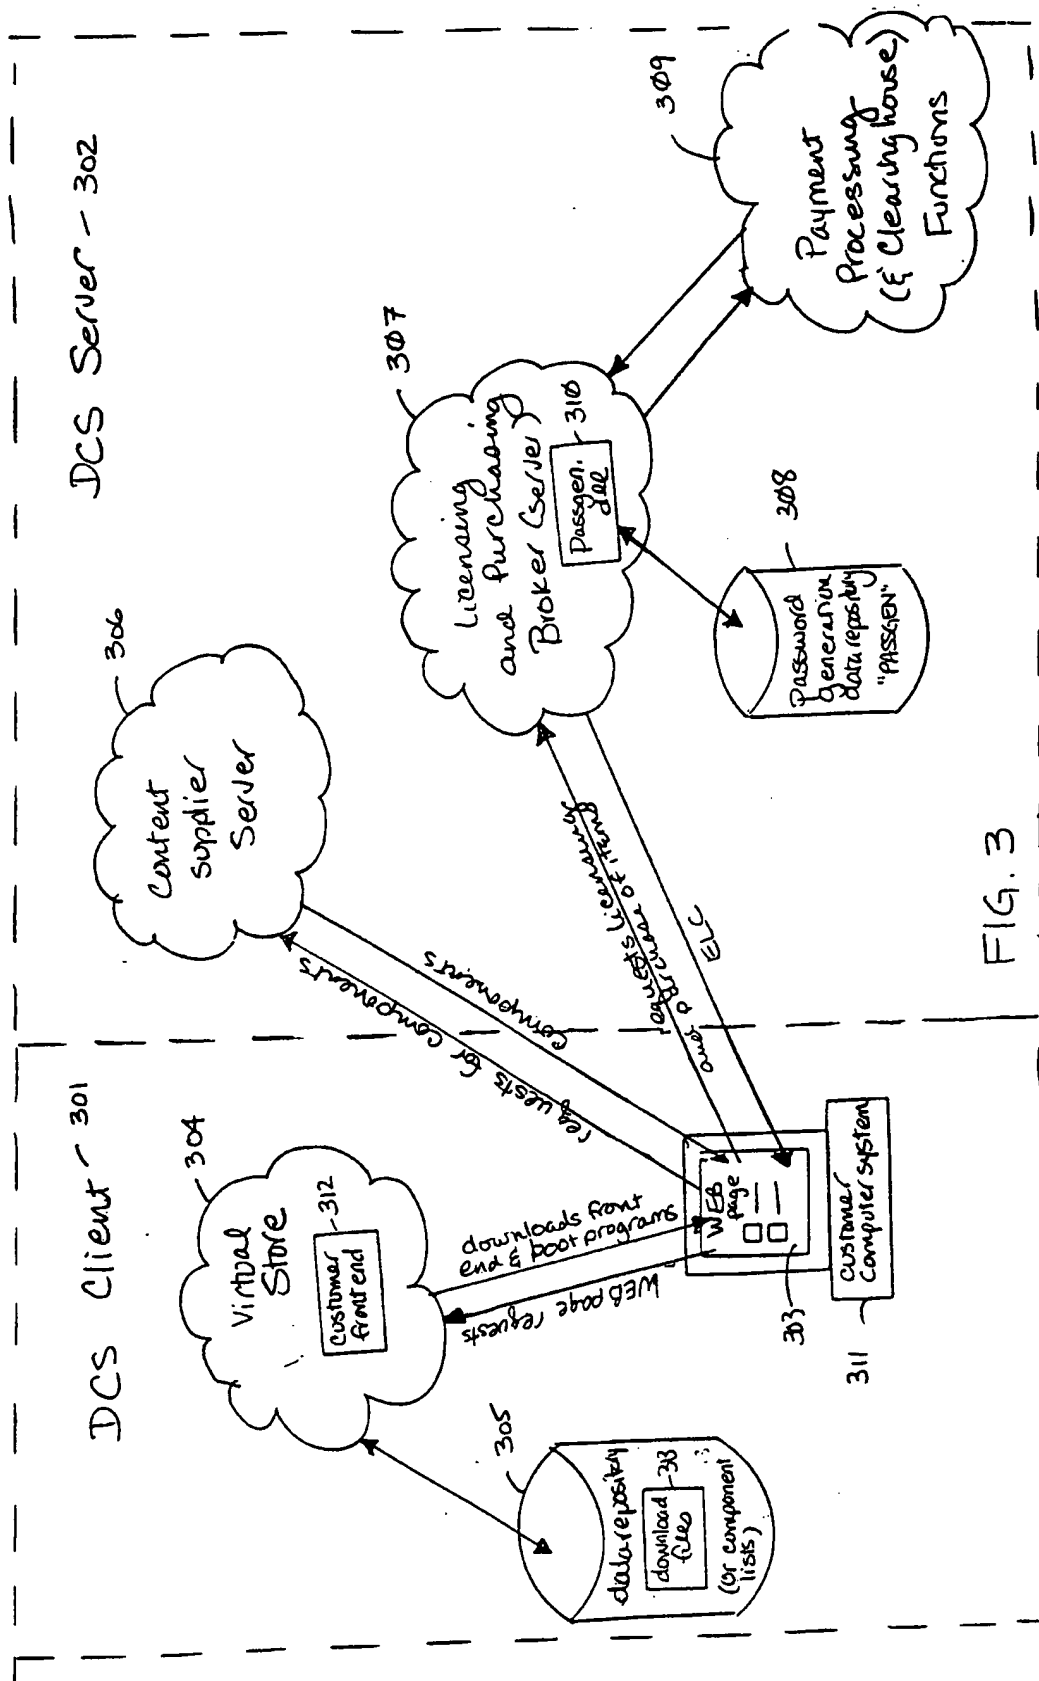 DCS Client - 301
DCS Server - 302
304
Virtual
Store
312
Customer
front end
305
data repository
313
download
files
(or component
lists)
downloads front
end & boot programs
WEB page requests
WEB
page
303
Customer
Computer system
311
requests for components
Components
306
Content
Supplier
Server
requests licensing
and purchase of items
ELC
307
Licensing
and Purchasing
Broker (server)
Passgen.
dll
310
308
Password
generation
data repository
"PASSGEN"
309
Payment
Processing
(& Clearing house)
Functions
FIG. 3